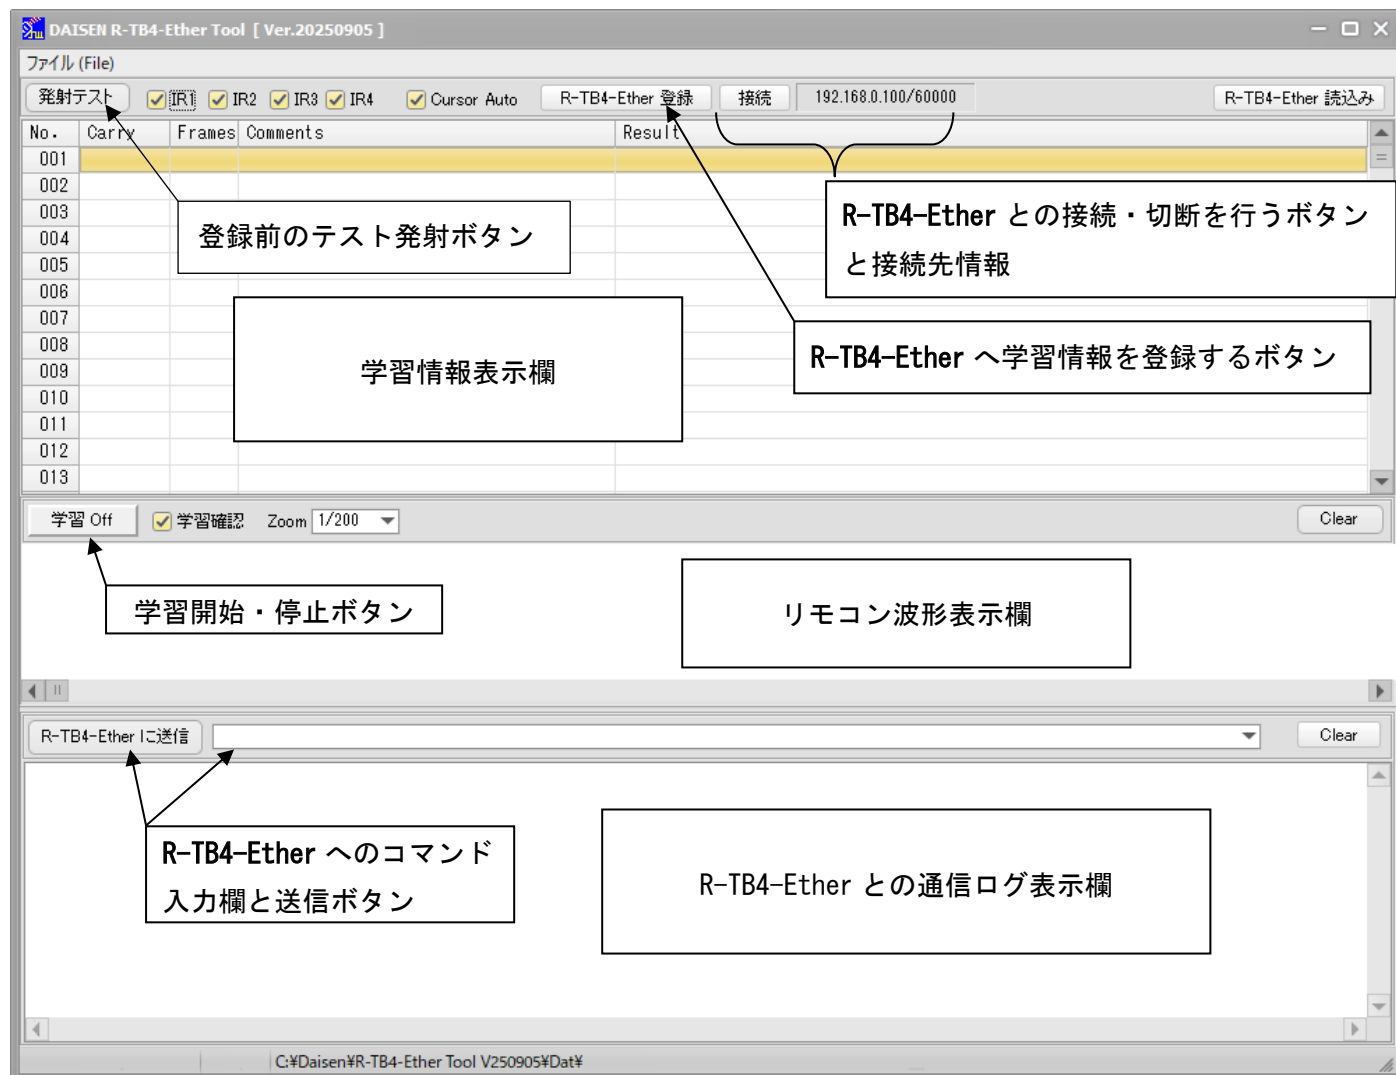 DAISEN R-TB4-Ether Tool [ Ver.20250905 ]
ファイル (File)
発射テスト IR1 IR2 IR3 IR4 Cursor Auto R-TB4-Ether 登録 接続 192.168.0.100/60000 R-TB4-Ether 読込み
No. Carry Frames Comments Result
001
002
003
004
005
006
007
008
009
010
011
012
013
登録前のテスト発射ボタン
R-TB4-Ether との接続・切断を行うボタン
と接続先情報
R-TB4-Ether へ学習情報を登録するボタン
学習情報表示欄
学習 Off 学習確認 Zoom 1/200 Clear
学習開始・停止ボタン
リモコン波形表示欄
R-TB4-Ether に送信 Clear
R-TB4-Ether へのコマンド
入力欄と送信ボタン
R-TB4-Ether との通信ログ表示欄
C:¥Daisen¥R-TB4-Ether Tool V250905¥Dat¥